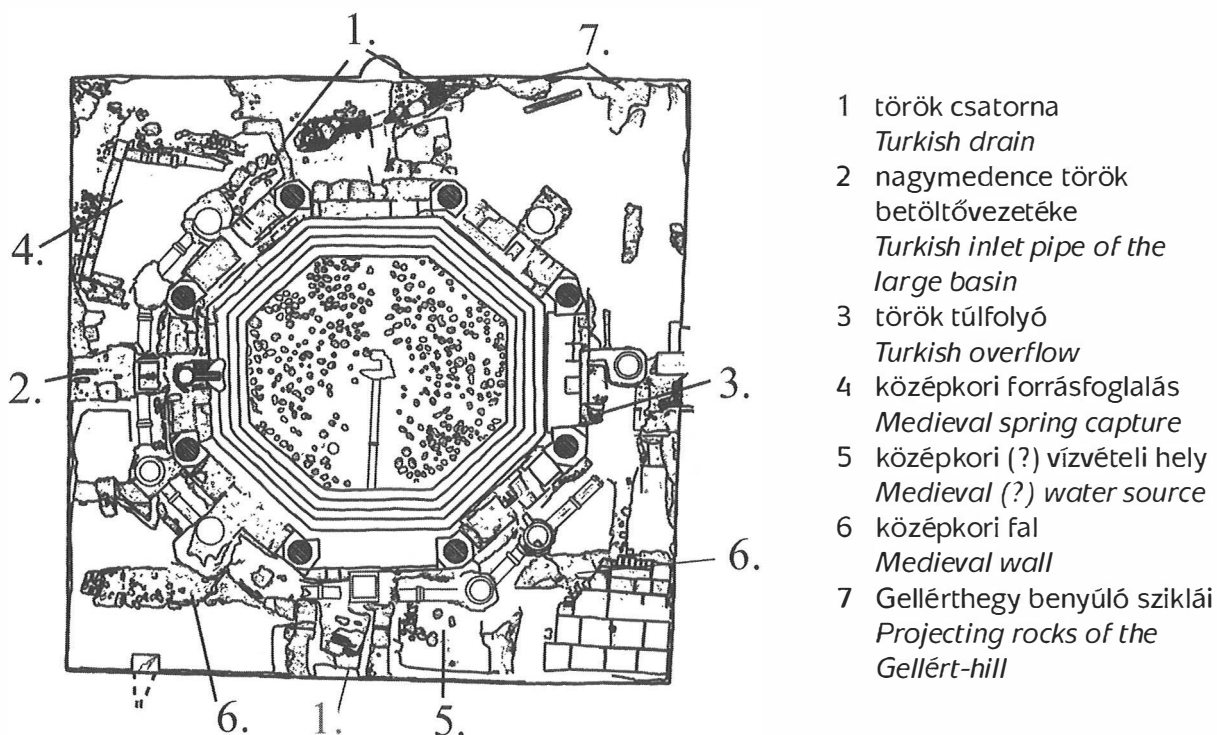 1.
7.
4.
2.
3.
6.
6.
1.
5.
1 török csatorna
Turkish drain
2 nagymedence török
betöltővezetéke
Turkish inlet pipe of the
large basin
3 török túlfolyó
Turkish overflow
4 középkori forrásfoglalás
Medieval spring capture
5 középkori (?) vízvételi hely
Medieval (?) water source
6 középkori fal
Medieval wall
7 Gellérthegy benyúló sziklái
Projecting rocks of the
Gellért-hill